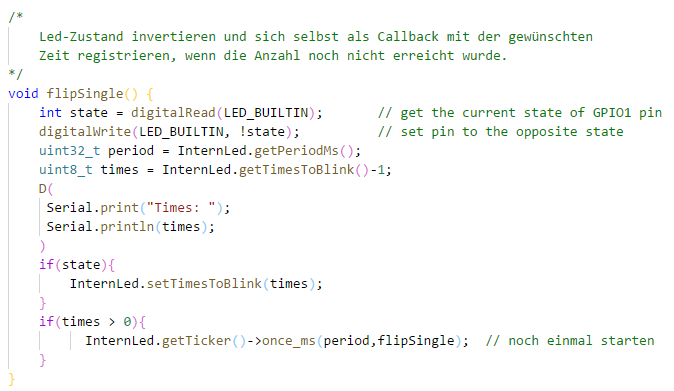 /*
    Led-Zustand invertieren und sich selbst als Callback mit der gewünschten
    Zeit registrieren, wenn die Anzahl noch nicht erreicht wurde.
*/
void flipSingle() {
    int state = digitalRead(LED_BUILTIN);       // get the current state of GPIO1 pin
    digitalWrite(LED_BUILTIN, !state);          // set pin to the opposite state
    uint32_t period = InternLed.getPeriodMs();
    uint8_t times = InternLed.getTimesToBlink()-1;
    D(
     Serial.print("Times: ");
     Serial.println(times);
    )
    if(state){
        InternLed.setTimesToBlink(times);
    }
    if(times > 0){
          InternLed.getTicker()->once_ms(period,flipSingle);  // noch einmal starten
    }
}